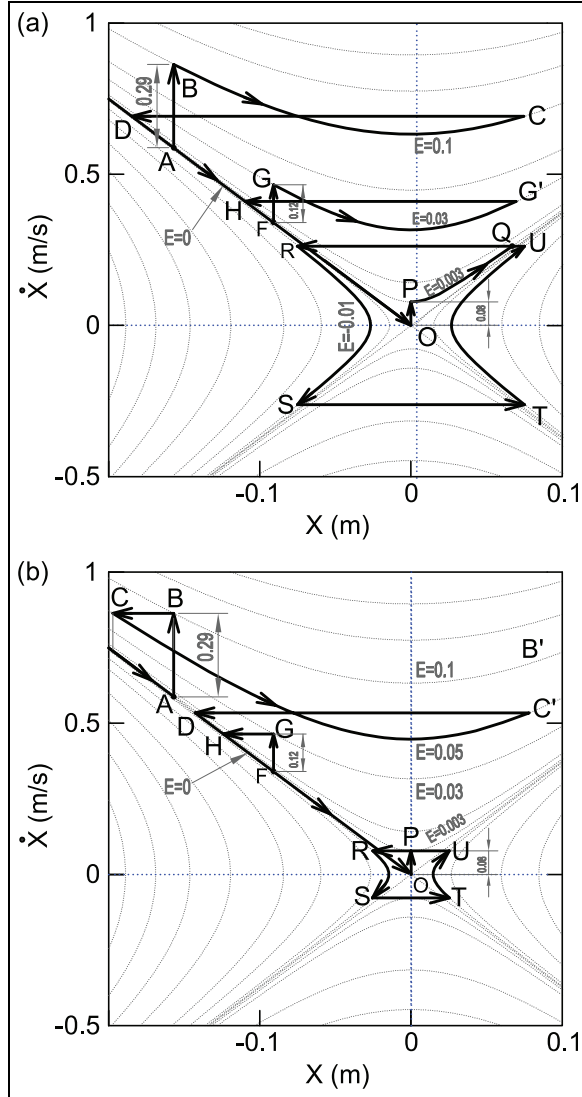 (a)
1
0.29
B
D
C
A
E=0.1
0.5
G
G'
H
0.12
E=0.03
F
E=0
R
Q
U
P
E=0.003
0.08
Ẋ (m/s)
0
O
E=-0.01
S
T
-0.5
-0.1
0
0.1
X (m)
(b)
1
C
B
0.29
B'
E=0.1
A
D
C'
0.5
H
G
E=0.05
0.12
F
E=0
E=0.03
E=0.003
P
R
U
0.08
Ẋ (m/s)
0
O
S
T
-0.5
-0.1
0
0.1
X (m)